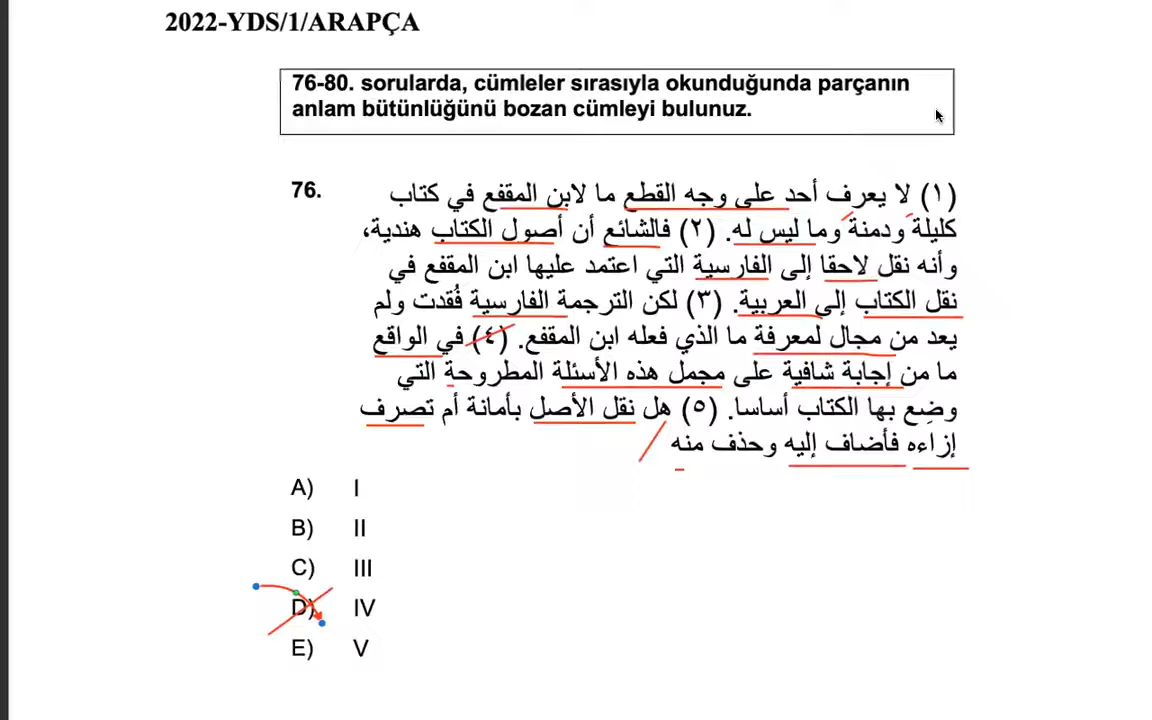 2022-YDS/1/ARAPÇA
76-80. sorularda, cümleler sırasıyla okunduğunda parçanın
anlam bütünlüğünü bozan cümleyi bulunuz.
76.
(١) لا يعرف أحد على وجه القطع ما لابن المقفع في كتاب
كليلة ودمنة وما ليس له. (٢) فالشائع أن أصول الكتاب هندية،
وأنه نقل لاحقا إلى الفارسية التي اعتمد عليها ابن المقفع في
نقل الكتاب إلى العربية. (٣) لكن الترجمة الفارسية فُقدت ولم
يعد من مجال لمعرفة ما الذي فعله ابن المقفع. (٤) في الواقع
ما من إجابة شافية على مجمل هذه الأسئلة المطروحة التي
وضِع بها الكتاب أساسا. (٥) هل نقل الأصل بأمانة أم تصرف
إزاءه فأضاف إليه وحذف منه
A) I
B) II
C) III
D) IV
E) V